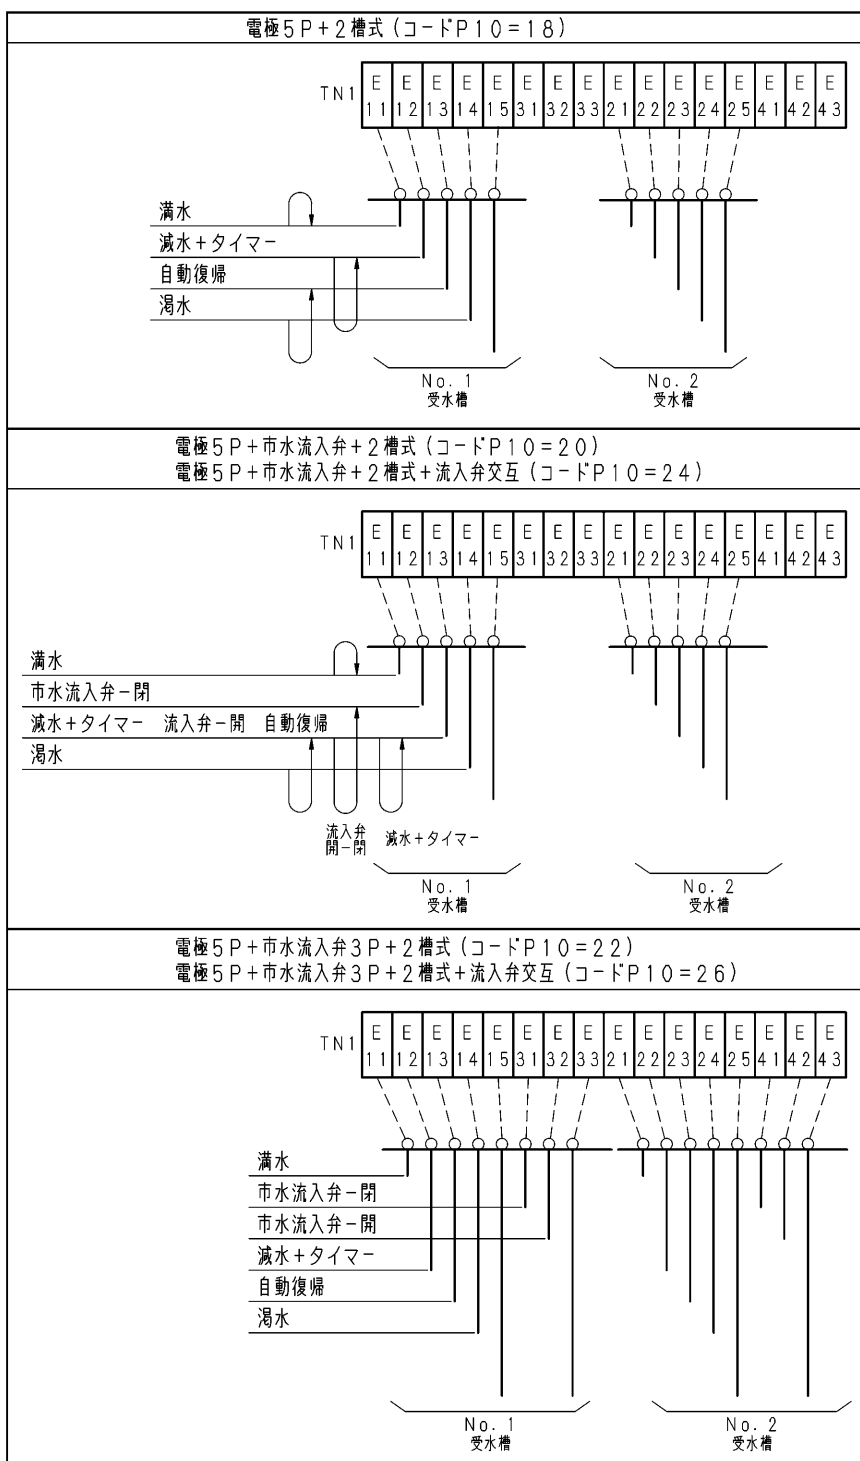 電極5P+2槽式(コードP10=18)
TN1
E E E E E E E E E E E E E E E E
11 12 13 14 15 31 32 33 21 22 23 24 25 41 42 43
満水
減水+タイマー
自動復帰
渇水
No.1 No.2
受水槽 受水槽
電極5P+市水流入弁+2槽式(コードP10=20)
電極5P+市水流入弁+2槽式+流入弁交互(コードP10=24)
TN1
E E E E E E E E E E E E E E E E
11 12 13 14 15 31 32 33 21 22 23 24 25 41 42 43
満水
市水流入弁-閉
減水+タイマー 流入弁-開 自動復帰
渇水
流入弁
開-閉
減水+タイマー
No.1 No.2
受水槽 受水槽
電極5P+市水流入弁3P+2槽式(コードP10=22)
電極5P+市水流入弁3P+2槽式+流入弁交互(コードP10=26)
TN1
E E E E E E E E E E E E E E E E
11 12 13 14 15 31 32 33 21 22 23 24 25 41 42 43
満水
市水流入弁-閉
市水流入弁-開
減水+タイマー
自動復帰
渇水
No.1 No.2
受水槽 受水槽